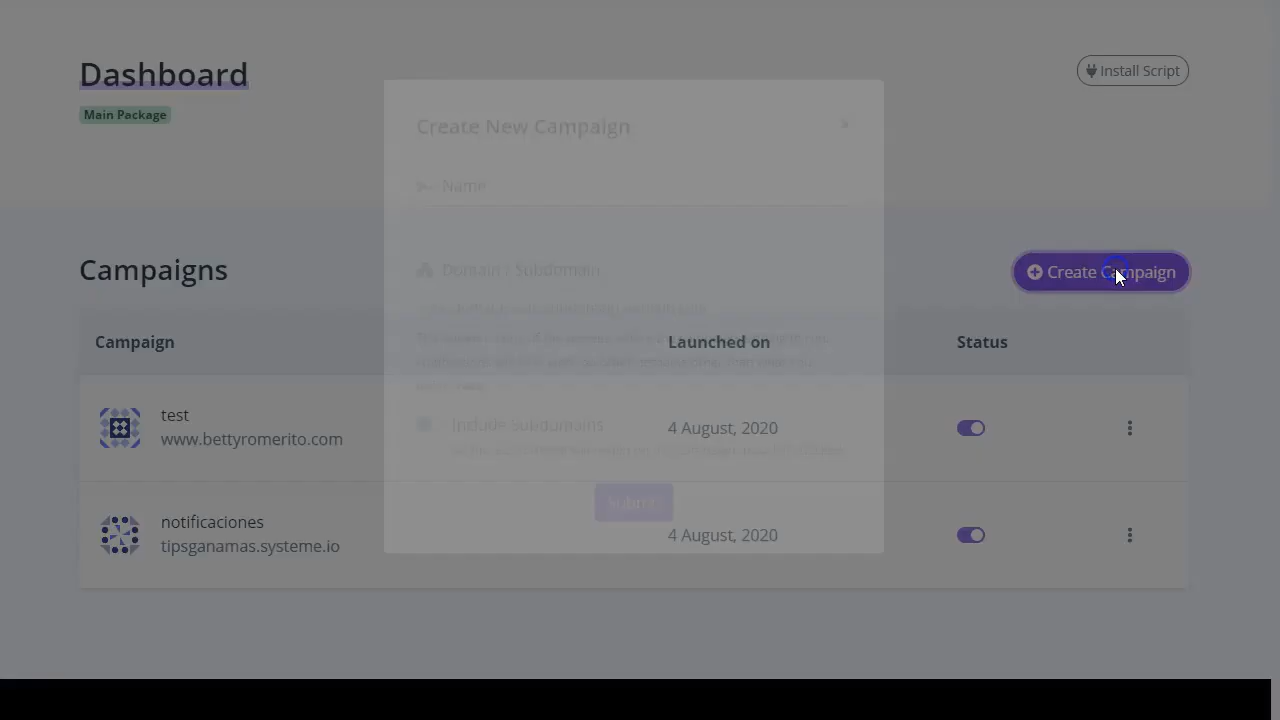 Dashboard
Install Script
Main Package
Create New Campaign
Name
Campaigns
Domain / Subdomain
Create Campaign
Campaign
Launched on
Status
test
www.bettyromerito.com
Include Subdomains
4 August, 2020
Submit
notificaciones
tipsganamas.systeme.io
4 August, 2020